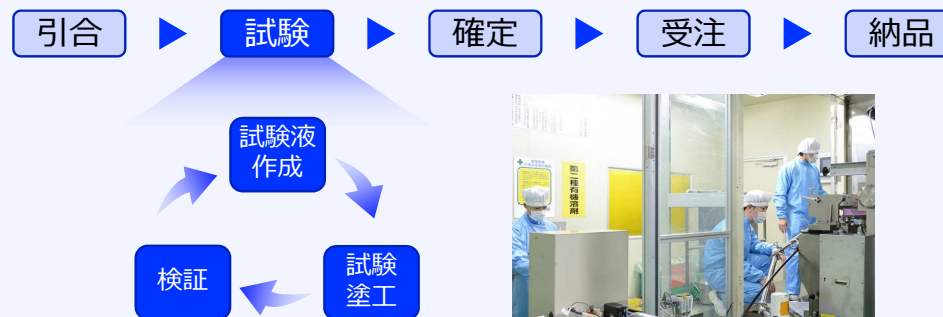 引合
試験
確定
受注
納品
試験液
作成
試験
塗工
検証
第二種有機溶剤